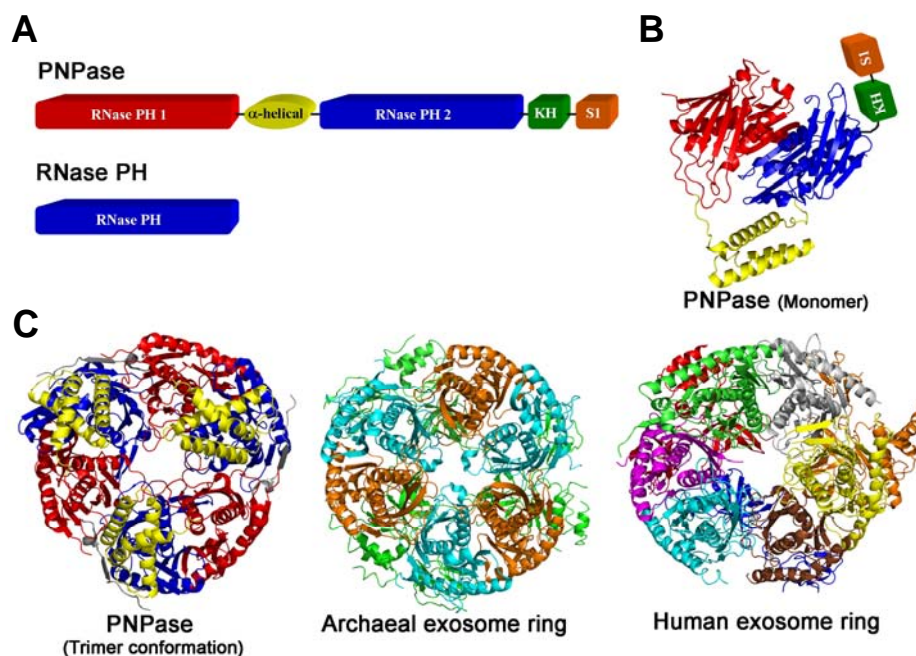 A
PNPase
RNase PH 1
α-helical
RNase PH 2
KH
S1
RNase PH
RNase PH
B
S1
KH
PNPase (Monomer)
C
PNPase
(Trimer conformation)
Archaeal exosome ring
Human exosome ring